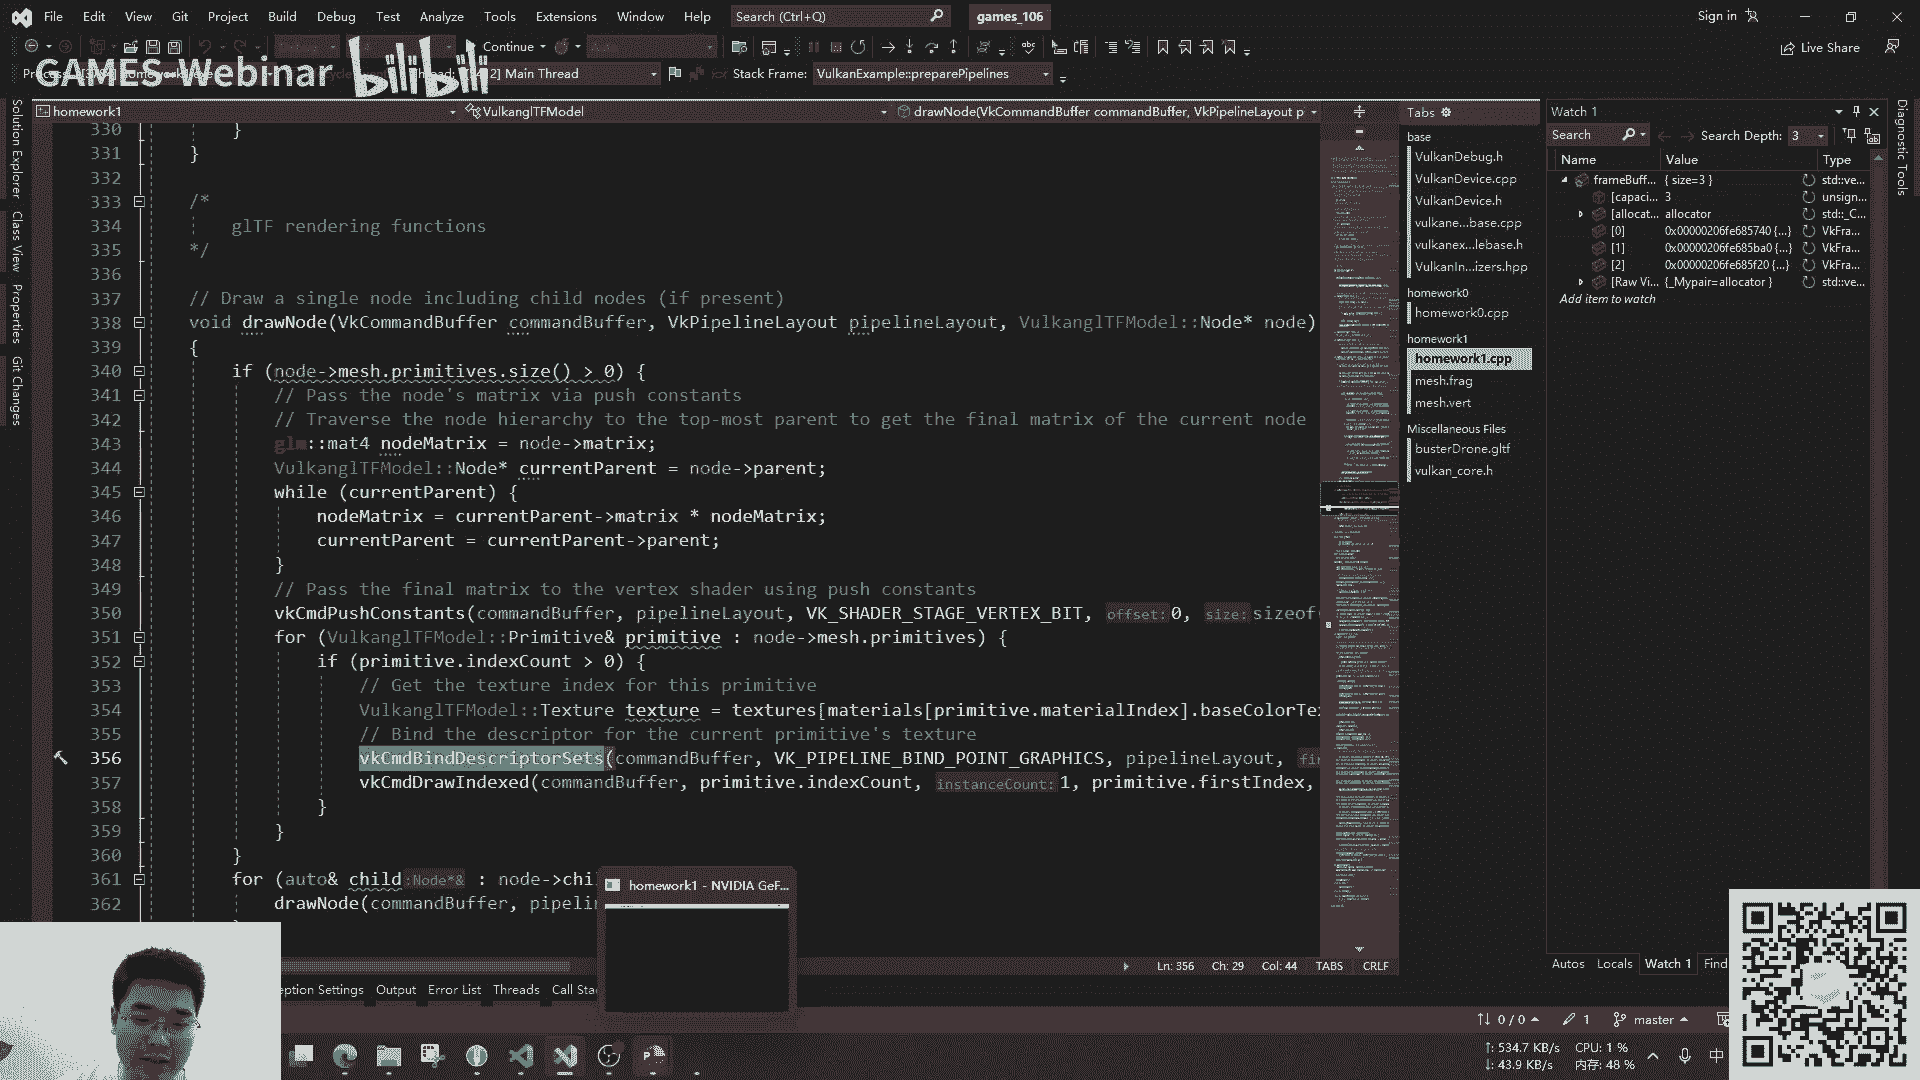 File Edit View Git Project Build Debug Test Analyze Tools Extensions Window Help Search (Ctrl+Q) games_106 Sign in
Continue Live Share
GAMES-Webinar bilibili
Main Thread Stack Frame: VulkanExample::preparePipelines
homework1 VulkanglTFModel drawNode(VkCommandBuffer commandBuffer, VkPipelineLayout p
330 }
331 }
332
333 /*
334 glTF rendering functions
335 */
336
337 // Draw a single node including child nodes (if present)
338 void drawNode(VkCommandBuffer commandBuffer, VkPipelineLayout pipelineLayout, VulkanglTFModel::Node* node)
339 {
340 if (node->mesh.primitives.size() > 0) {
341 // Pass the node's matrix via push constants
342 // Traverse the node hierarchy to the top-most parent to get the final matrix of the current node
343 glm::mat4 nodeMatrix = node->matrix;
344 VulkanglTFModel::Node* currentParent = node->parent;
345 while (currentParent) {
346 nodeMatrix = currentParent->matrix * nodeMatrix;
347 currentParent = currentParent->parent;
348 }
349 // Pass the final matrix to the vertex shader using push constants
350 vkCmdPushConstants(commandBuffer, pipelineLayout, VK_SHADER_STAGE_VERTEX_BIT, offset: 0, size: sizeof(
351 for (VulkanglTFModel::Primitive& primitive : node->mesh.primitives) {
352 if (primitive.indexCount > 0) {
353 // Get the texture index for this primitive
354 VulkanglTFModel::Texture texture = textures[materials[primitive.materialIndex].baseColorTex
355 // Bind the descriptor for the current primitive's texture
356 vkCmdBindDescriptorSets(commandBuffer, VK_PIPELINE_BIND_POINT_GRAPHICS, pipelineLayout, fir
357 vkCmdDrawIndexed(commandBuffer, primitive.indexCount, instanceCount: 1, primitive.firstIndex,
358 }
359 }
360 }
361 for (auto& child :Node*& : node->chi
362 drawNode(commandBuffer, pipelin
homework1 - NVIDIA GeF...
Ln: 356 Ch: 29 Col: 44 TABS CRLF
eption Settings Output Error List Threads Call Sta
Tabs
base
VulkanDebug.h
VulkanDevice.cpp
VulkanDevice.h
vulkane...base.cpp
vulkanex...lebase.h
VulkanIn...izers.hpp
homework0
homework0.cpp
homework1
homework1.cpp
mesh.frag
mesh.vert
Miscellaneous Files
busterDrone.gltf
vulkan_core.h
Watch 1
Search Search Depth: 3
Name Value Type
frameBuff... { size=3 } std::ve...
[capaci... 3 unsign...
[allocat... allocator std::_C...
[0] 0x00000206fe685740 {...} VkFra...
[1] 0x00000206fe685ba0 {...} VkFra...
[2] 0x00000206fe685f20 {...} VkFra...
[Raw Vi... {_Mypair=allocator } std::ve...
Add item to watch
Autos Locals Watch 1 Find
Solution Explorer
Class View
Properties
Git Changes
Diagnostic Tools
0 / 0 1 master
↑: 534.7 KB/s CPU: 1 %
↓: 43.9 KB/s 内存: 48 %
中